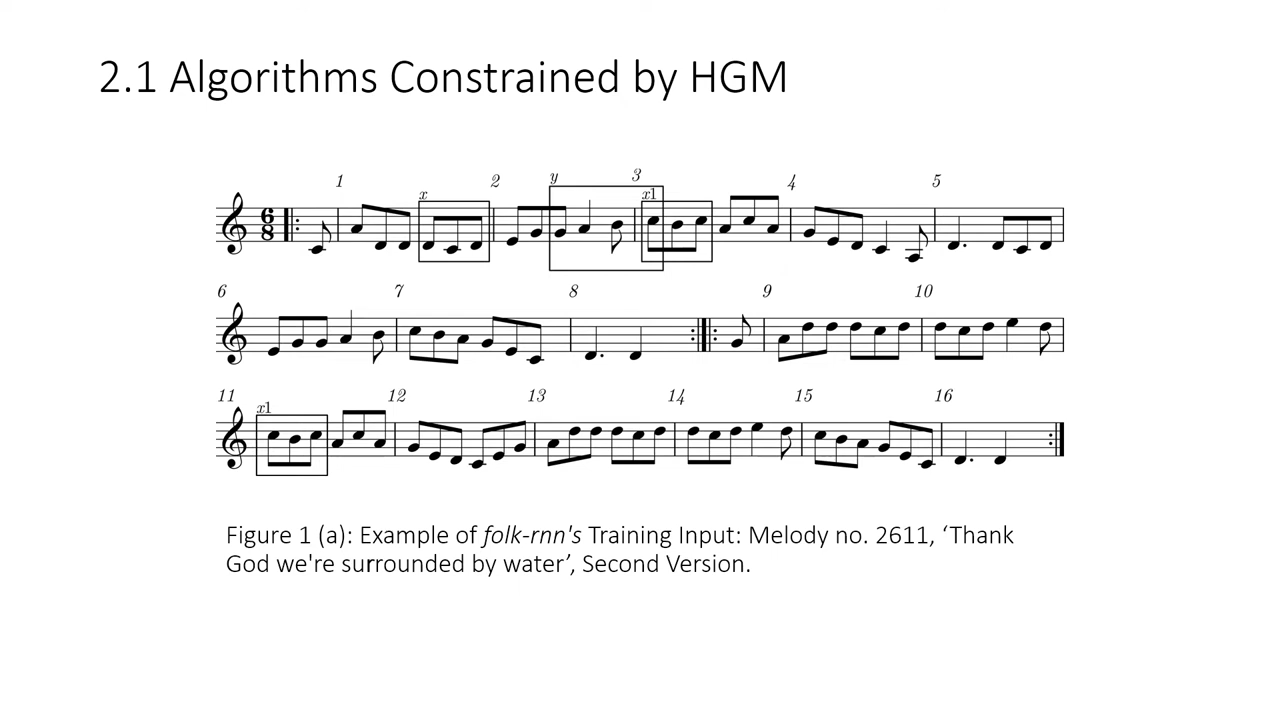 2.1 Algorithms Constrained by HGM
1 x 2 y 3 x1 4 5
6 8
6 7 8 9 10
11 x1 12 13 14 15 16
Figure 1 (a): Example of folk-rnn's Training Input: Melody no. 2611, ‘Thank
God we're surrounded by water’, Second Version.